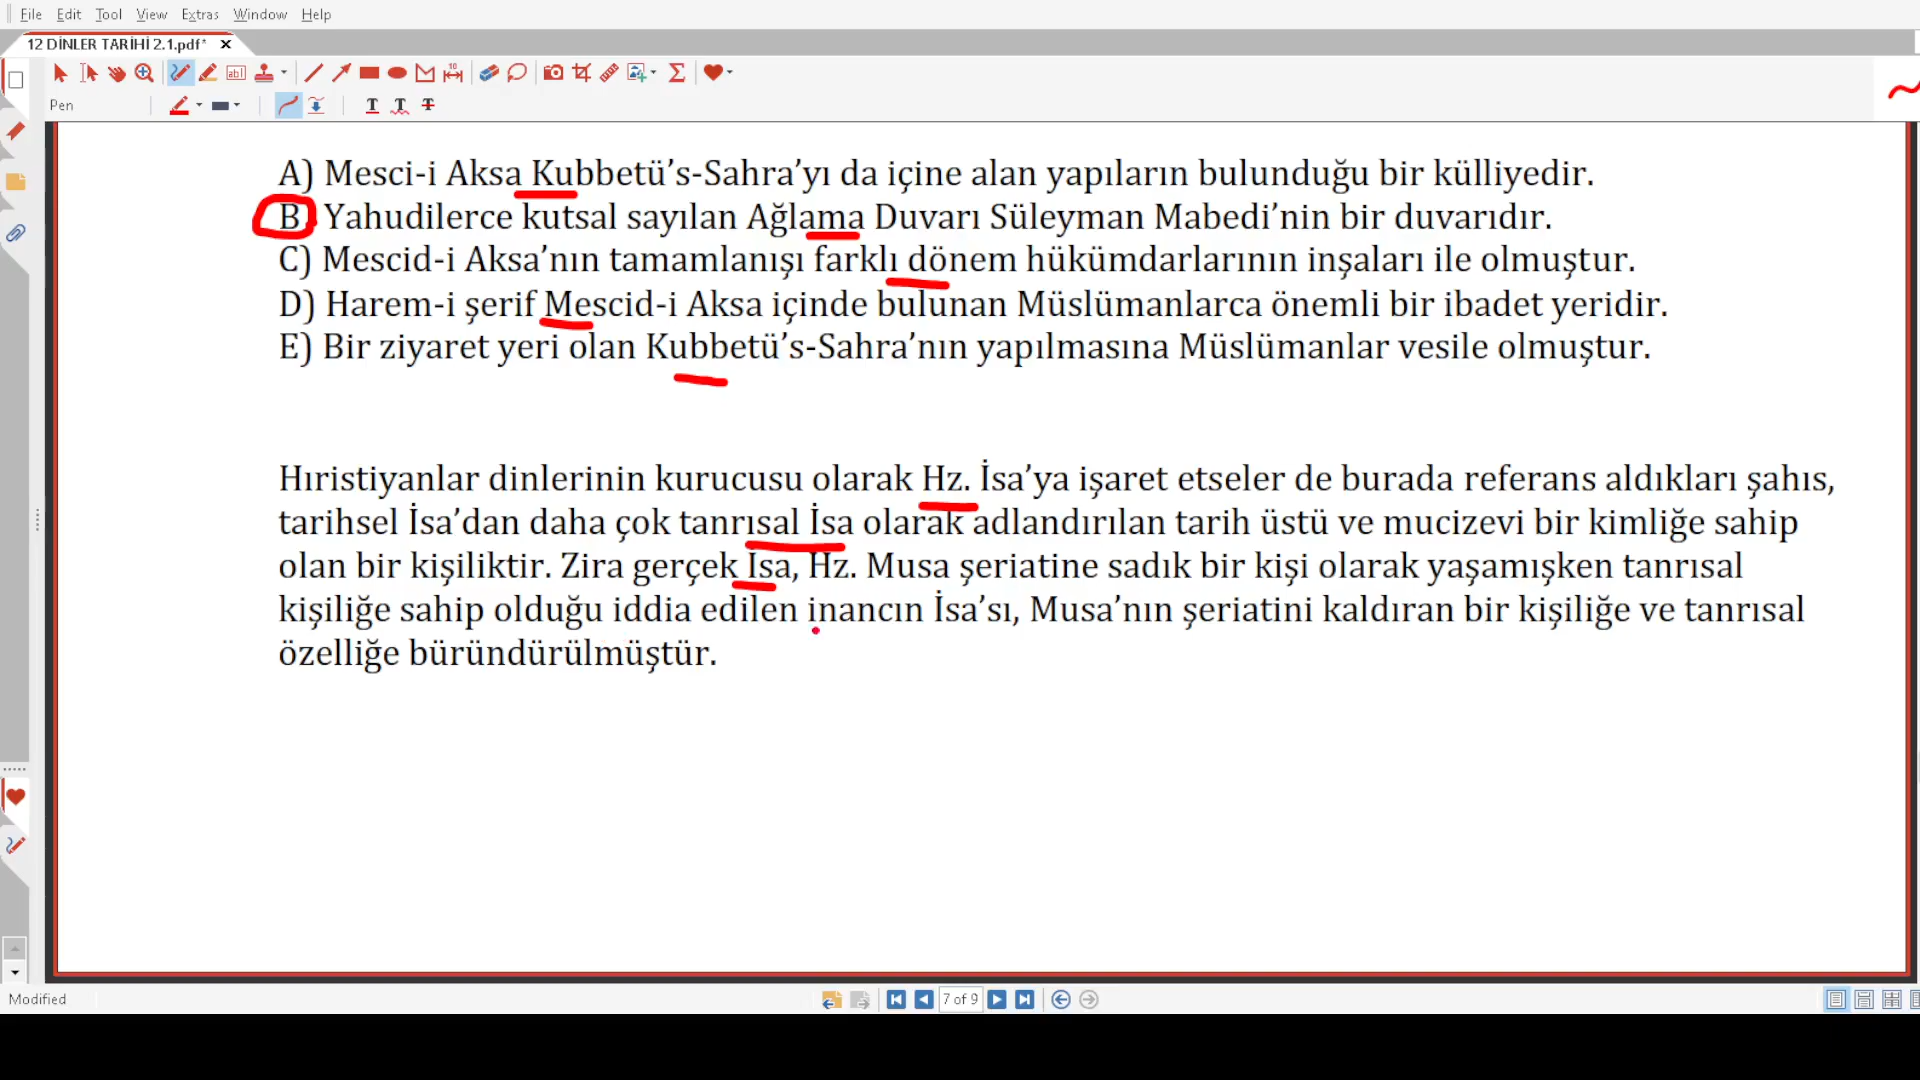 File Edit Tool View Extras Window Help
12 DİNLER TARİHİ 2.1.pdf*
Pen
A) Mesci-i Aksa Kubbetü’s-Sahra’yı da içine alan yapıların bulunduğu bir külliyedir.
B) Yahudilerce kutsal sayılan Ağlama Duvarı Süleyman Mabedi’nin bir duvarıdır.
C) Mescid-i Aksa’nın tamamlanışı farklı dönem hükümdarlarının inşaları ile olmuştur.
D) Harem-i şerif Mescid-i Aksa içinde bulunan Müslümanlarca önemli bir ibadet yeridir.
E) Bir ziyaret yeri olan Kubbetü’s-Sahra’nın yapılmasına Müslümanlar vesile olmuştur.
Hıristiyanlar dinlerinin kurucusu olarak Hz. İsa’ya işaret etseler de burada referans aldıkları şahıs,
tarihsel İsa’dan daha çok tanrısal İsa olarak adlandırılan tarih üstü ve mucizevi bir kimliğe sahip
olan bir kişiliktir. Zira gerçek İsa, Hz. Musa şeriatine sadık bir kişi olarak yaşamışken tanrısal
kişiliğe sahip olduğu iddia edilen inancın İsa’sı, Musa’nın şeriatini kaldıran bir kişiliğe ve tanrısal
özelliğe büründürülmüştür.
Modified
7 of 9